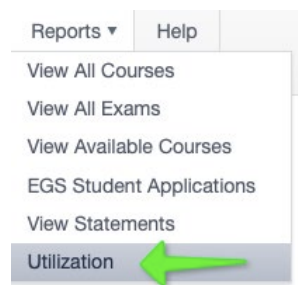 Reports ▾ Help
View All Courses
View All Exams
View Available Courses
EGS Student Applications
View Statements
Utilization